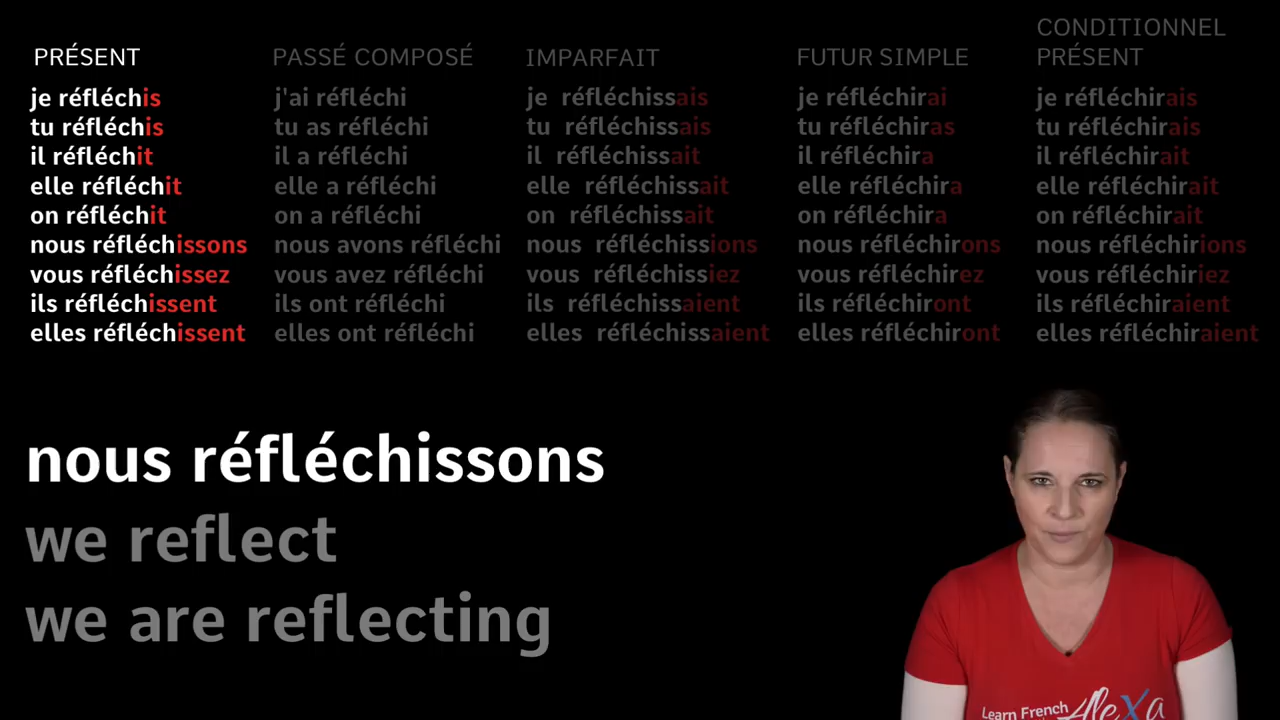 PRÉSENT
je réfléchis
tu réfléchis
il réfléchit
elle réfléchit
on réfléchit
nous réfléchissons
vous réfléchissez
ils réfléchissent
elles réfléchissent
PASSÉ COMPOSÉ
j'ai réfléchi
tu as réfléchi
il a réfléchi
elle a réfléchi
on a réfléchi
nous avons réfléchi
vous avez réfléchi
ils ont réfléchi
elles ont réfléchi
IMPARFAIT
je réfléchissais
tu réfléchissais
il réfléchissait
elle réfléchissait
on réfléchissait
nous réfléchissions
vous réfléchissiez
ils réfléchissaient
elles réfléchissaient
FUTUR SIMPLE
je réfléchirai
tu réfléchiras
il réfléchira
elle réfléchira
on réfléchira
nous réfléchirons
vous réfléchirez
ils réfléchiront
elles réfléchiront
CONDITIONNEL
PRÉSENT
je réfléchirais
tu réfléchirais
il réfléchirait
elle réfléchirait
on réfléchirait
nous réfléchirions
vous réfléchiriez
ils réfléchiraient
elles réfléchiraient
nous réfléchissons
we reflect
we are reflecting
Learn French
Alexa